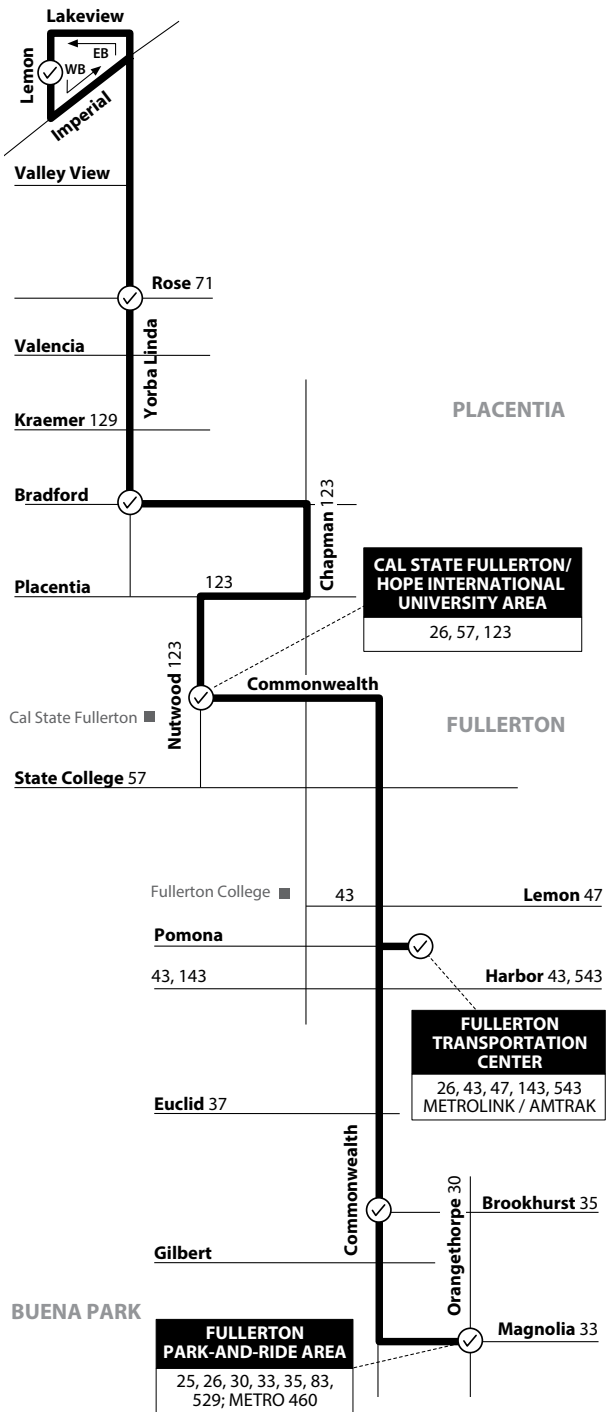 Lakeview
EB
WB
Lemon
Imperial
Valley View
Rose 71
Yorba Linda
Valencia
PLACENTIA
Kraemer 129
Bradford
Chapman 123
CAL STATE FULLERTON/
HOPE INTERNATIONAL
UNIVERSITY AREA
26, 57, 123
Placentia
123
Nutwood 123
Commonwealth
Cal State Fullerton
FULLERTON
State College 57
Fullerton College
43
Lemon 47
Pomona
43, 143
Harbor 43, 543
FULLERTON
TRANSPORTATION
CENTER
26, 43, 47, 143, 543
METROLINK / AMTRAK
Euclid 37
Commonwealth
Orangethorpe 30
Brookhurst 35
Gilbert
BUENA PARK
Magnolia 33
FULLERTON
PARK-AND-RIDE AREA
25, 26, 30, 33, 35, 83,
529; METRO 460